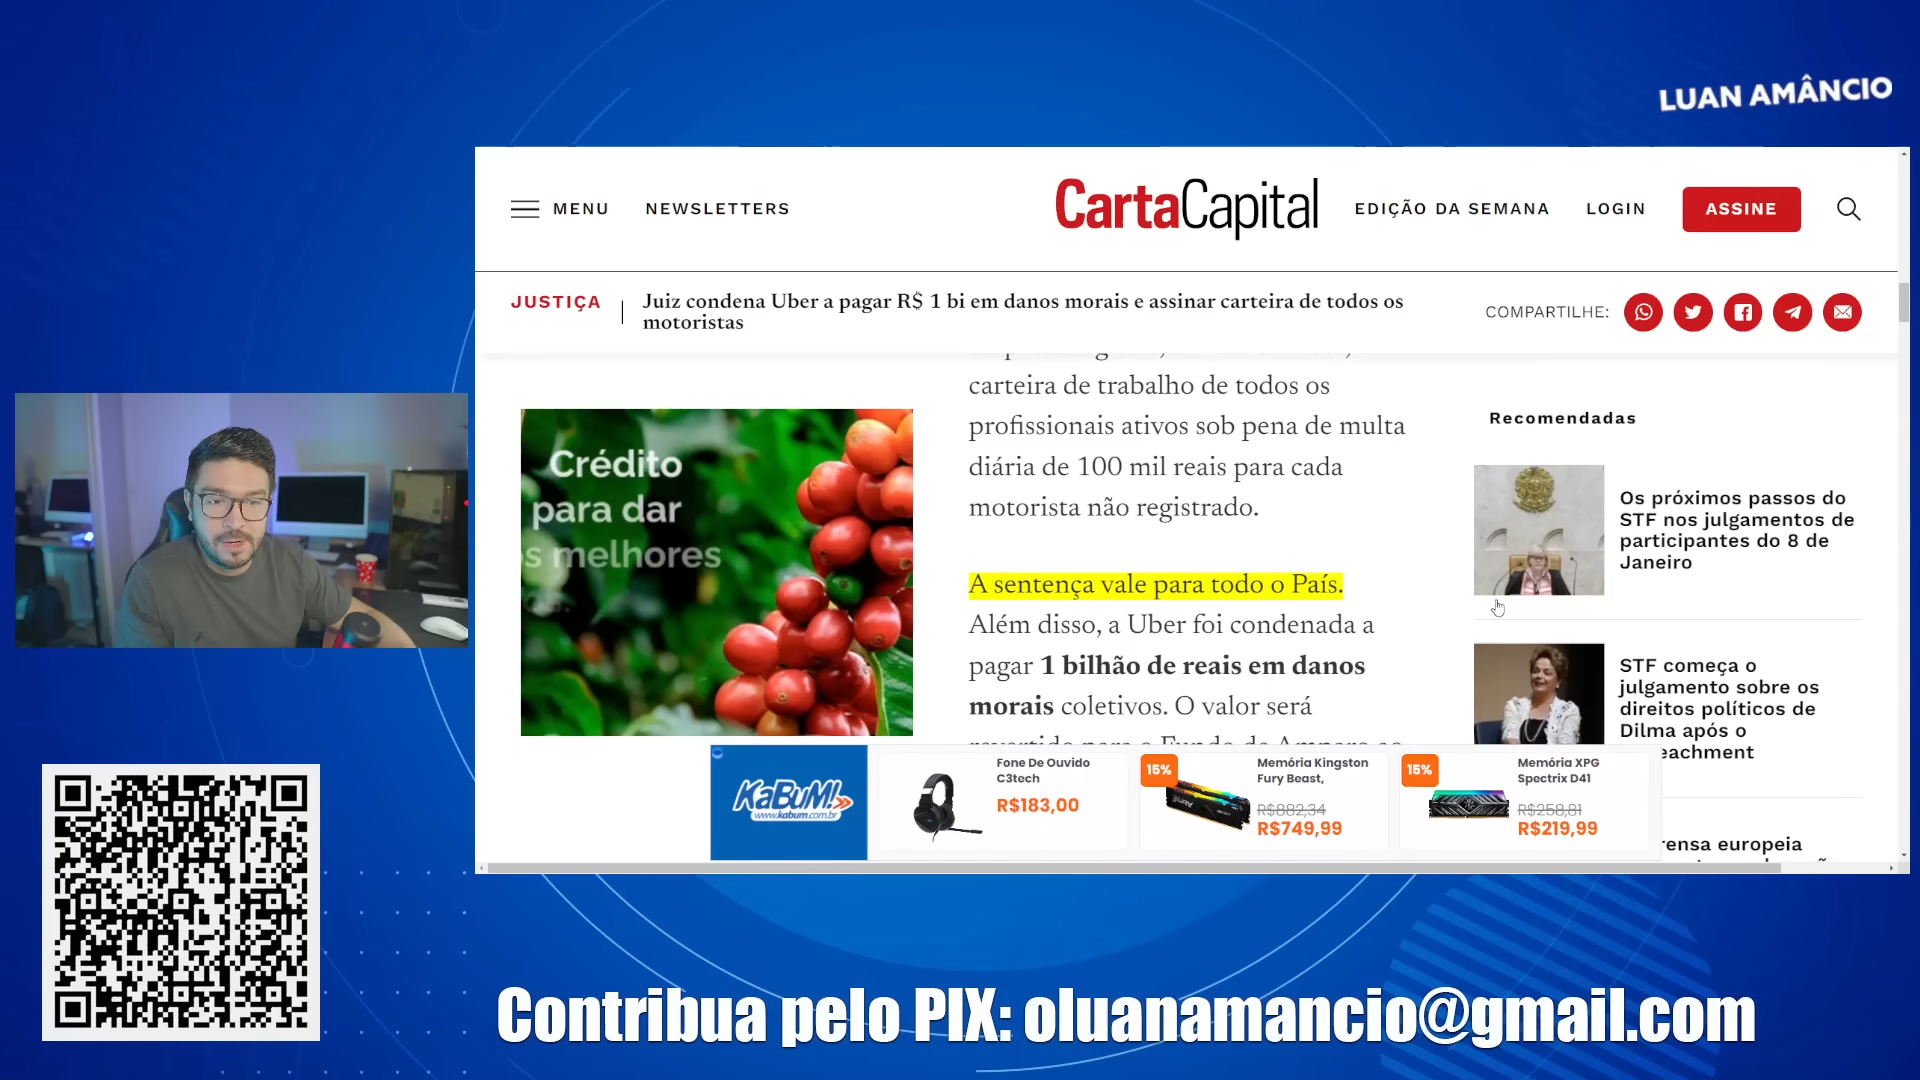 LUAN AMÂNCIO
MENU
NEWSLETTERS
CartaCapital
EDIÇÃO DA SEMANA
LOGIN
ASSINE
JUSTIÇA
Juiz condena Uber a pagar R$ 1 bi em danos morais e assinar carteira de todos os
motoristas
COMPARTILHE:
carteira de trabalho de todos os
profissionais ativos sob pena de multa
diária de 100 mil reais para cada
motorista não registrado.
A sentença vale para todo o País.
Além disso, a Uber foi condenada a
pagar 1 bilhão de reais em danos
morais coletivos. O valor será
revertido para o Fundo de Amparo ao
Crédito
para dar
s melhores
Recomendadas
Os próximos passos do
STF nos julgamentos de
participantes do 8 de
Janeiro
STF começa o
julgamento sobre os
direitos políticos de
Dilma após o
eachment
rensa europeia
KaBuM!
www.kabum.com.br
Fone De Ouvido
C3tech
R$183,00
15%
Memória Kingston
Fury Beast,
R$882,34
R$749,99
15%
Memória XPG
Spectrix D41
R$258,81
R$219,99
Contribua pelo PIX: oluanamancio@gmail.com